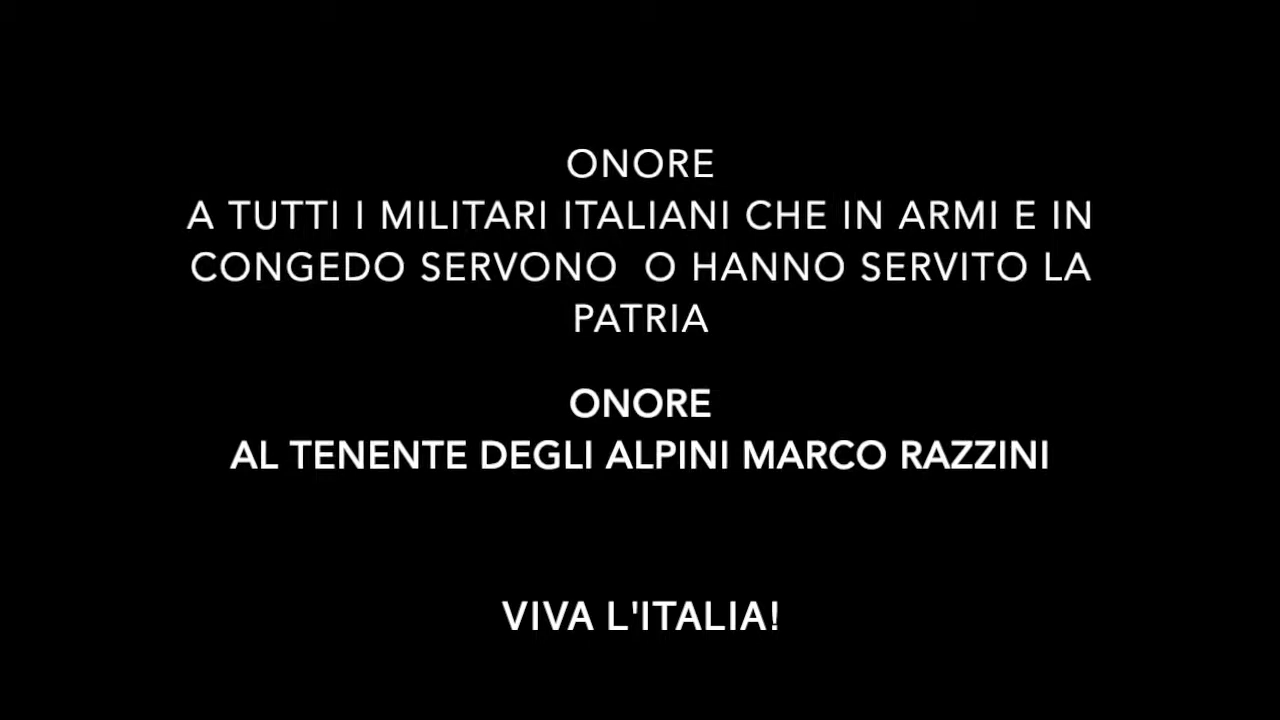 ONORE
A TUTTI I MILITARI ITALIANI CHE IN ARMI E IN
CONGEDO SERVONO  O HANNO SERVITO LA
PATRIA
ONORE
AL TENENTE DEGLI ALPINI MARCO RAZZINI
VIVA L'ITALIA!